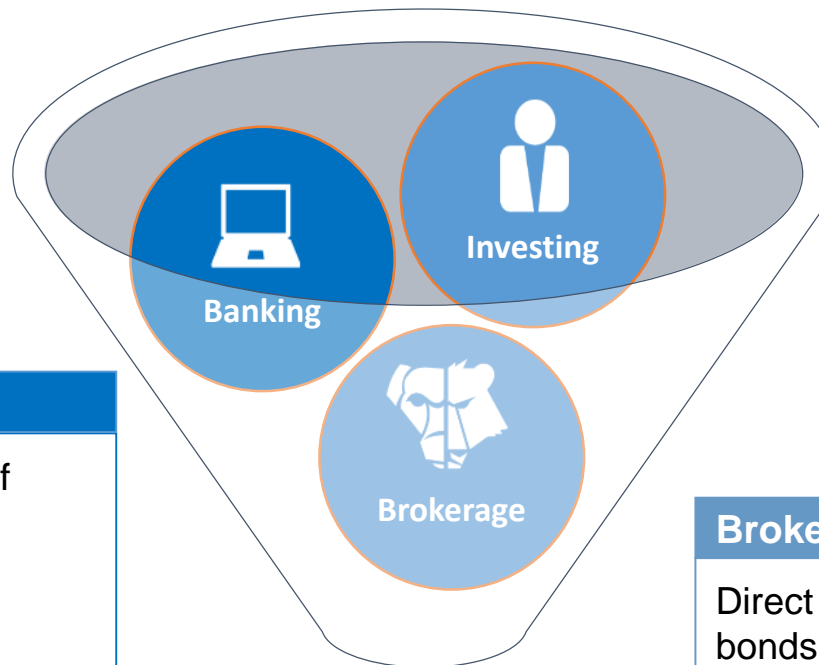 Investing
Banking
Brokerage
f
Broke
Direct
bonds